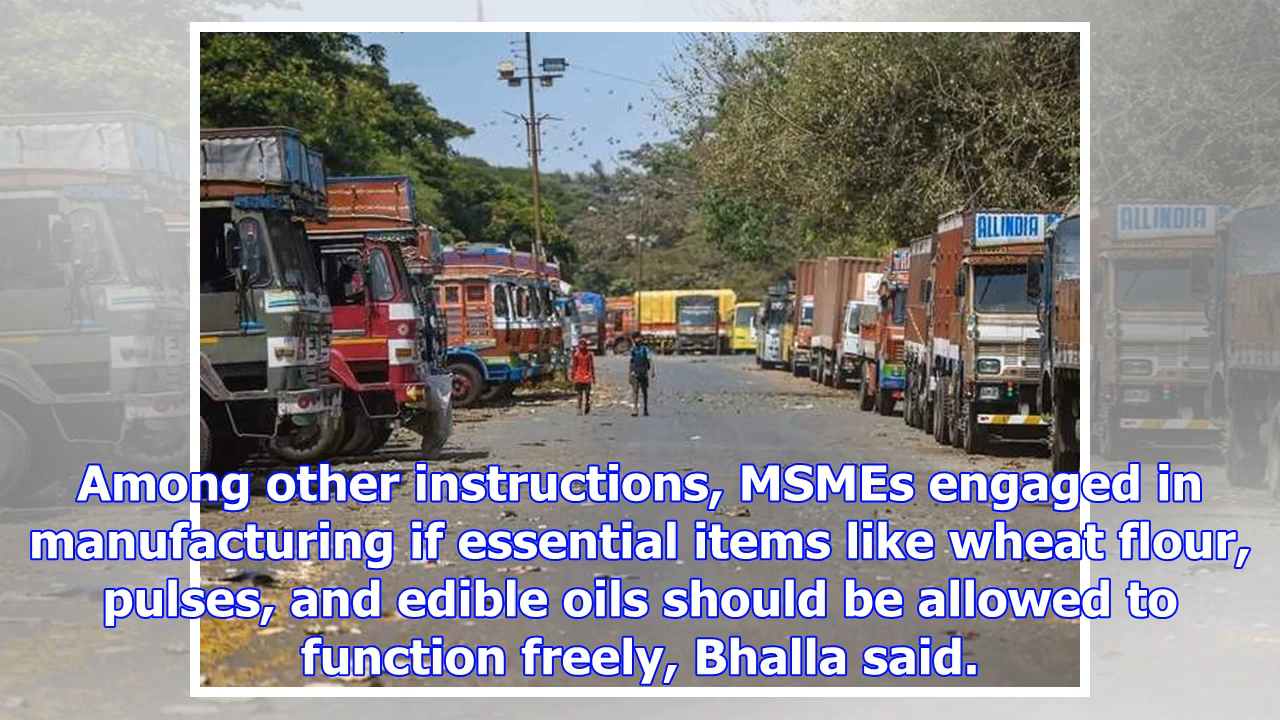 ALLINDIA
ALLINDIA
Among other instructions, MSMEs engaged in
manufacturing if essential items like wheat flour,
pulses, and edible oils should be allowed to
function freely, Bhalla said.